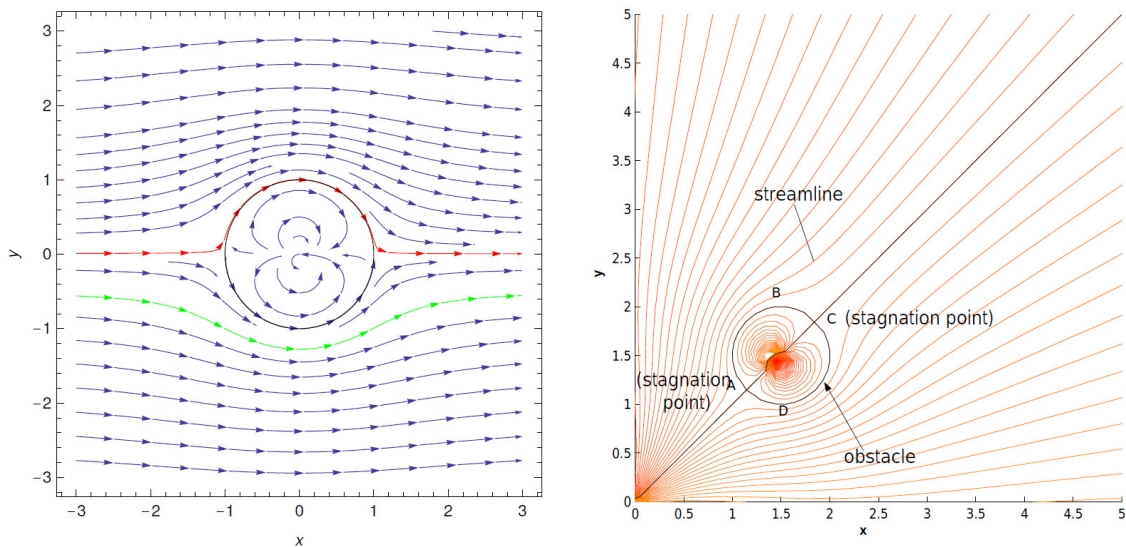 3
2
1
0
−1
−2
−3
y
−3 −2 −1 0 1 2 3
x
5
4.5
4
3.5
3
2.5
2
1.5
1
0.5
0
y
streamline
B
C (stagnation point)
(stagnation
point)
A
D
obstacle
0 0.5 1 1.5 2 2.5 3 3.5 4 4.5 5
x